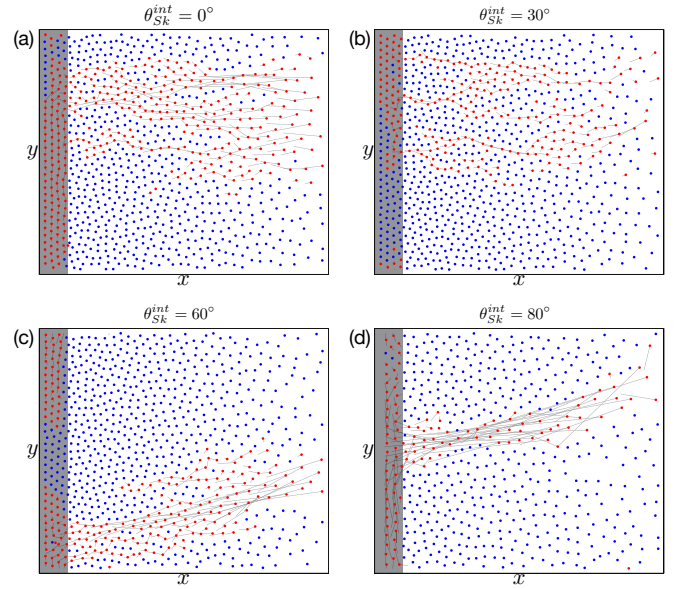 θ_{Sk}^{int} = 0°
(a)
y
x
θ_{Sk}^{int} = 30°
(b)
y
x
θ_{Sk}^{int} = 60°
(c)
y
x
θ_{Sk}^{int} = 80°
(d)
y
x